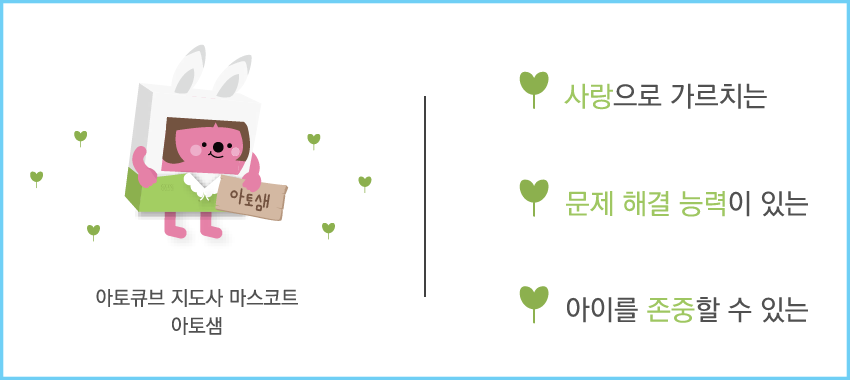 아토샘
아토큐브 지도사 마스코트
아토샘
사랑으로 가르치는
문제 해결 능력이 있는
아이를 존중할 수 있는